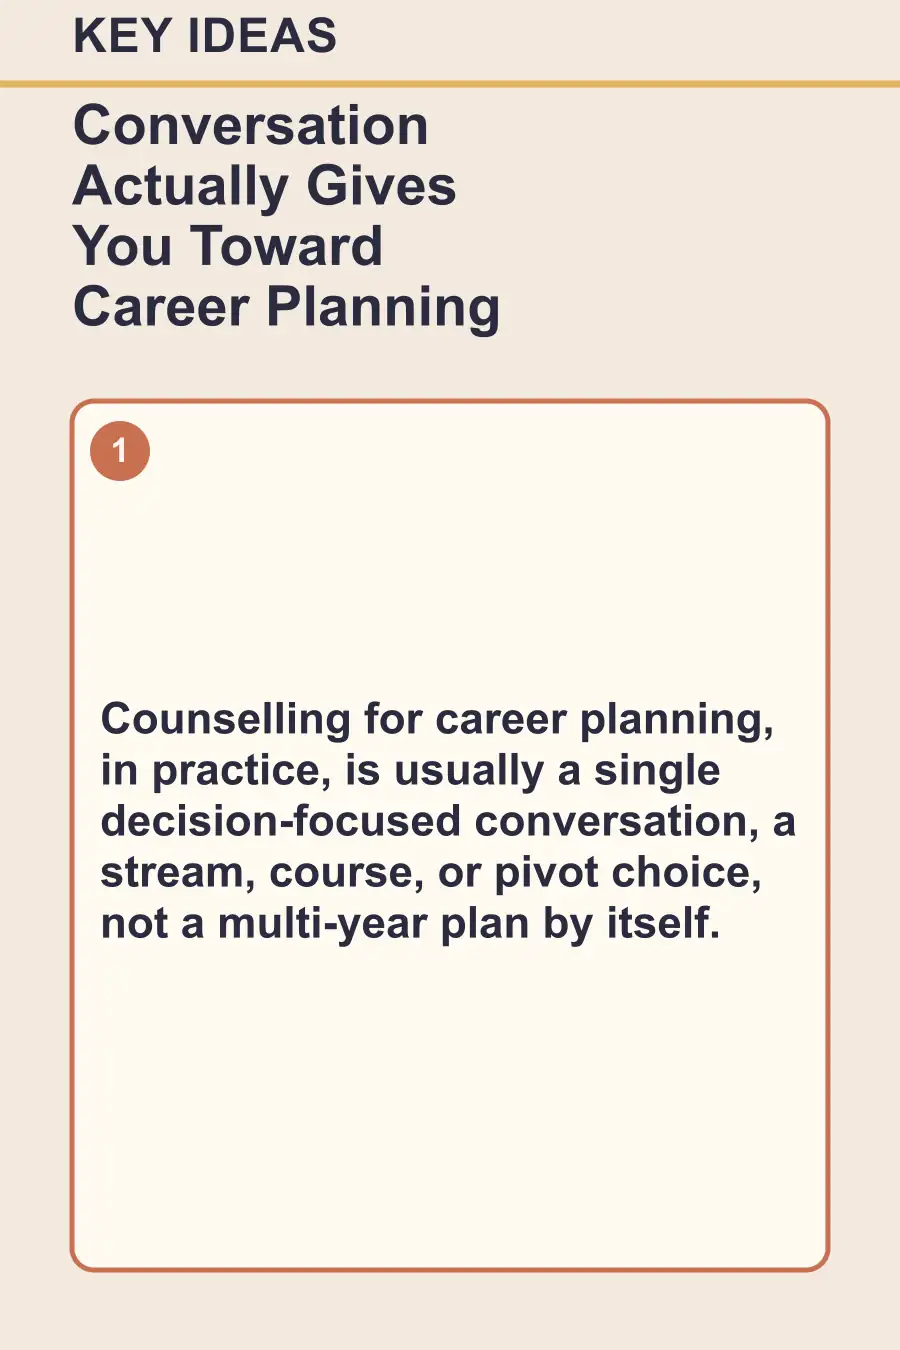 KEY IDEAS
Conversation
Actually Gives
You Toward
Career Planning
1
Counselling for career planning,
in practice, is usually a single
decision-focused conversation, a
stream, course, or pivot choice,
not a multi-year plan by itself.